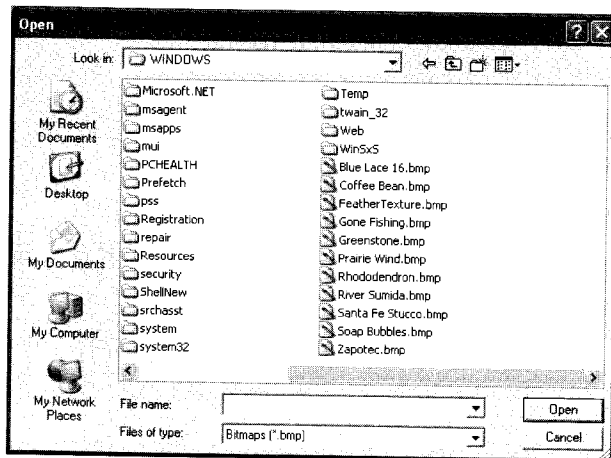 Open
Look in:
WINDOWS
My Recent
Documents
Desktop
My Documents
My Computer
My Network
Places
Microsoft.NET
msagent
msapps
mui
PCHEALTH
Prefetch
pss
Registration
repair
Resources
security
ShellNew
srchasst
system
system32
Temp
twain_32
Web
WinSxS
Blue Lace 16.bmp
Coffee Bean.bmp
FeatherTexture.bmp
Gone Fishing.bmp
Greenstone.bmp
Prairie Wind.bmp
Rhododendron.bmp
River Sumida.bmp
Santa Fe Stucco.bmp
Soap Bubbles.bmp
Zapotec.bmp
File name:
Open
Files of type:
Bitmaps (*.bmp)
Cancel